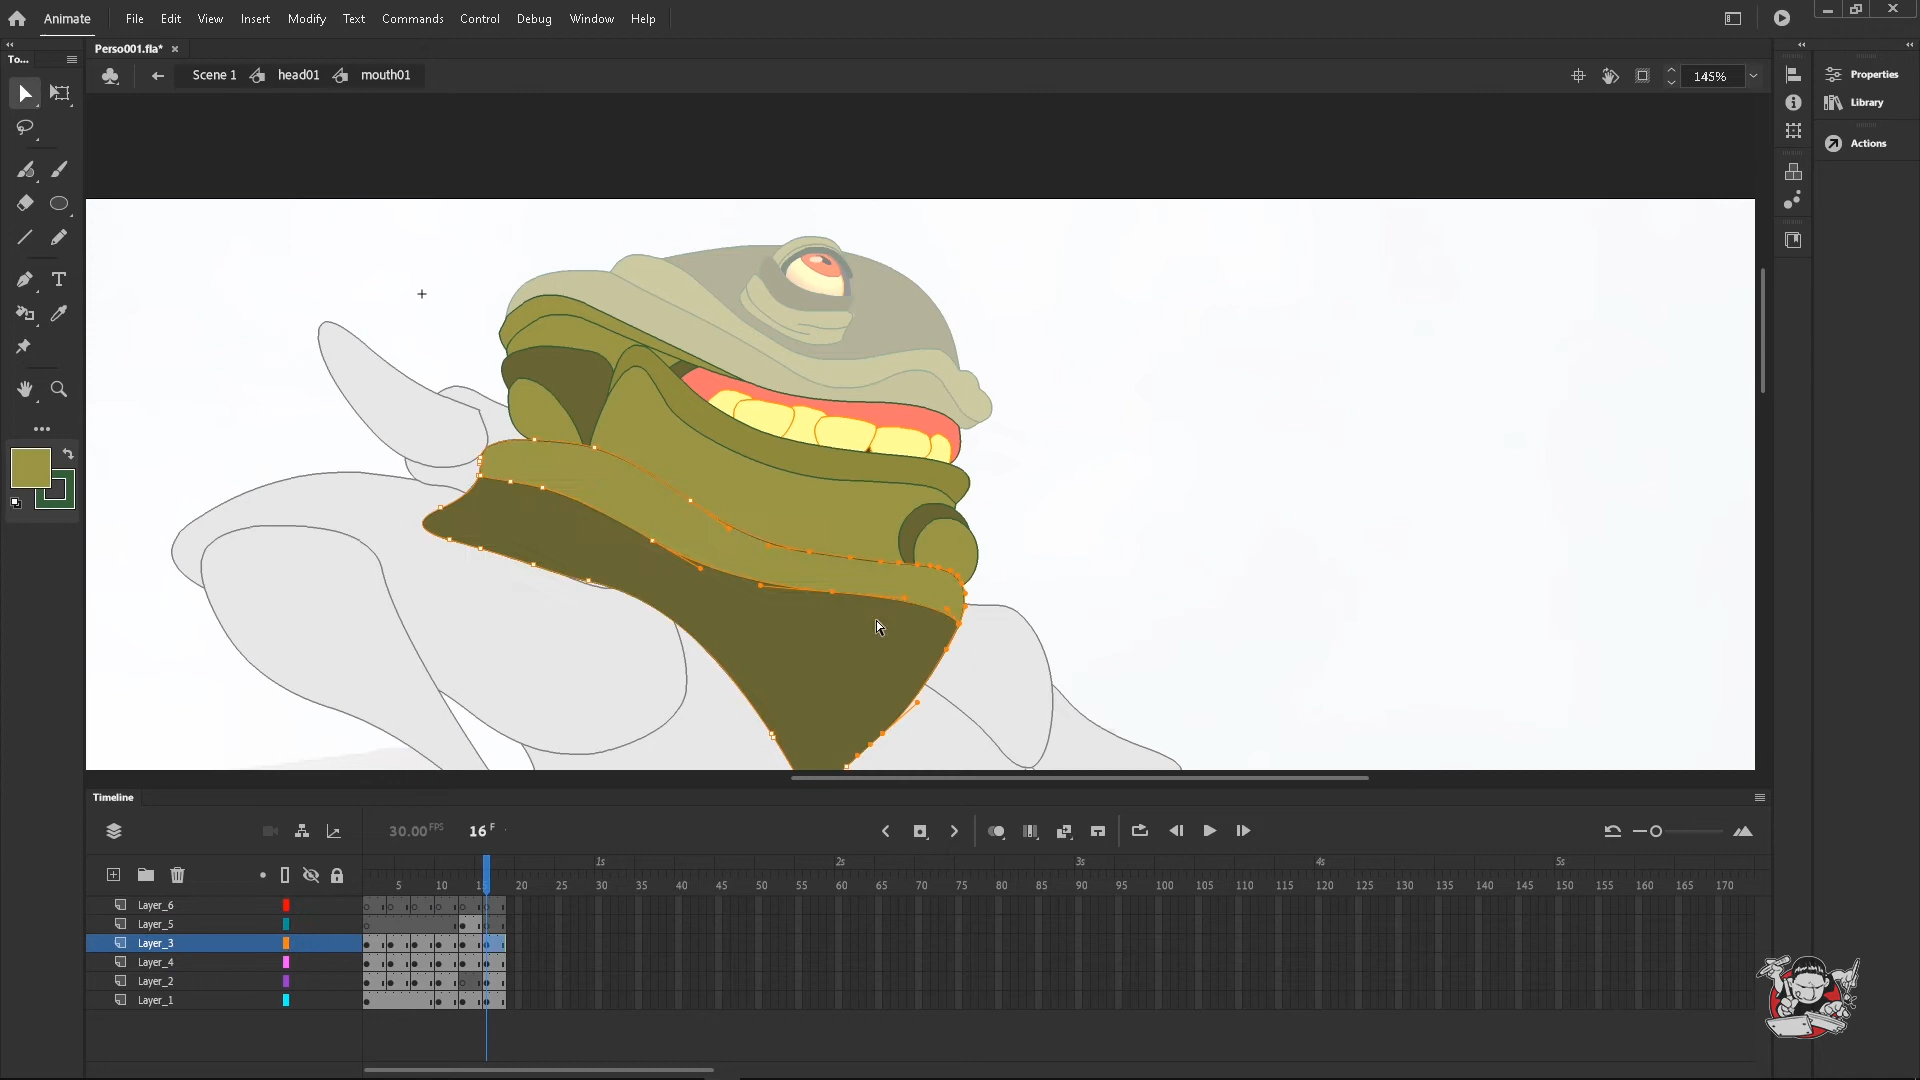 Animate File Edit View Insert Modify Text Commands Control Debug Window Help
Perso001.fla* ×
To...
Scene 1 head01 mouth01 145%
Properties
Library
Actions
T
Timeline
30.00 FPS 16 F
1s 2s 3s 4s 5s
5 10 15 20 25 30 35 40 45 50 55 60 65 70 75 80 85 90 95 100 105 110 115 120 125 130 135 140 145 150 155 160 165 170
Layer_6
Layer_5
Layer_3
Layer_4
Layer_2
Layer_1